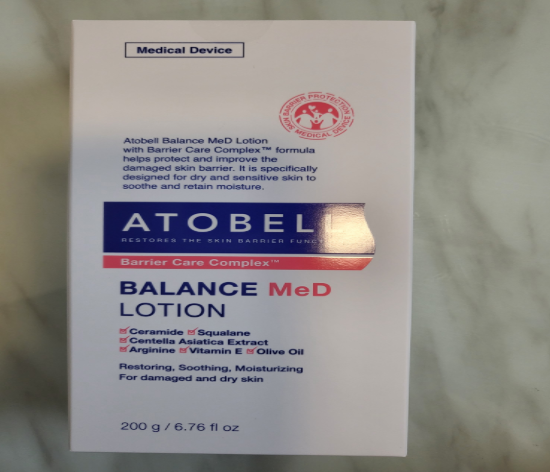 Medical Device
SKIN BARRIER PROTECTION
MEDICAL DEVICE
Atobell Balance MeD Lotion
with Barrier Care Complex™ formula
helps protect and improve the
damaged skin barrier. It is specifically
designed for dry and sensitive skin to
soothe and retain moisture.
ATOBELL
RESTORES THE SKIN BARRIER
Barrier Care Complex™
BALANCE MeD
LOTION
Ceramide Squalane
Centella Asiatica Extract
Arginine Vitamin E Olive Oil
Restoring, Soothing, Moisturizing
For damaged and dry skin
200 g / 6.76 fl oz